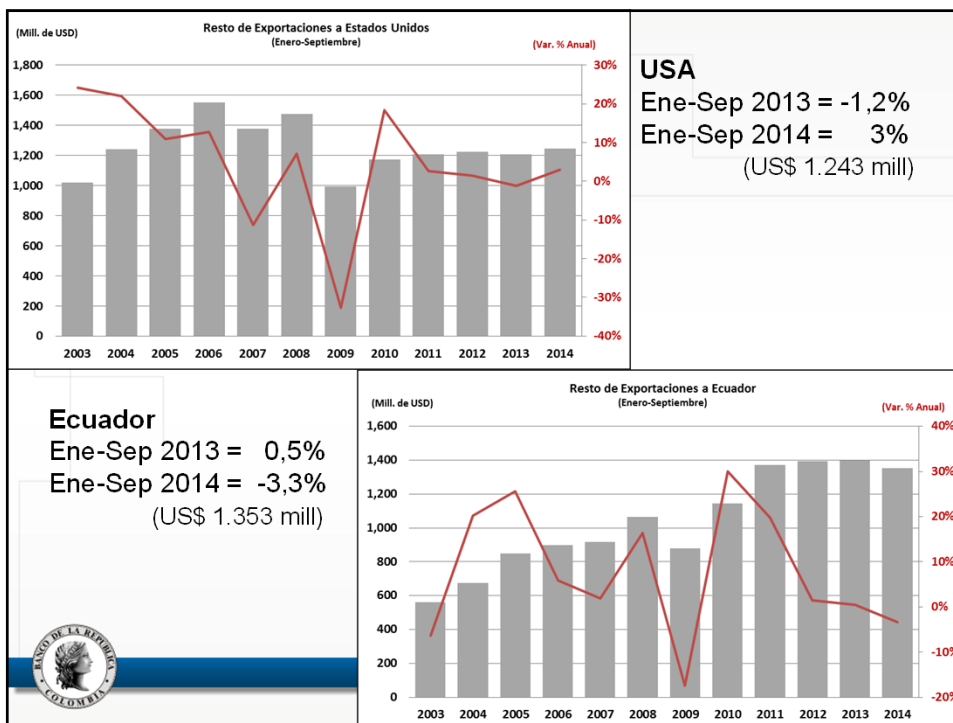 Resto de Exportaciones a Estados Unidos
(Enero-Septiembre)
(Mill. de USD)
(Var. % Anual)
1,800
1,600
1,400
1,200
1,000
800
600
400
200
0
30%
20%
10%
0%
-10%
-20%
-30%
-40%
2003 2004 2005 2006 2007 2008 2009 2010 2011 2012 2013 2014
USA
Ene-Sep 2013 = -1,2%
Ene-Sep 2014 = 3%
(US$ 1.243 mill)
Ecuador
Ene-Sep 2013 = 0,5%
Ene-Sep 2014 = -3,3%
(US$ 1.353 mill)
BANCO DE LA REPÚBLICA
COLOMBIA
Resto de Exportaciones a Ecuador
(Enero-Septiembre)
(Mill. de USD)
(Var. % Anual)
1,600
1,400
1,200
1,000
800
600
400
200
0
40%
30%
20%
10%
0%
-10%
-20%
2003 2004 2005 2006 2007 2008 2009 2010 2011 2012 2013 2014